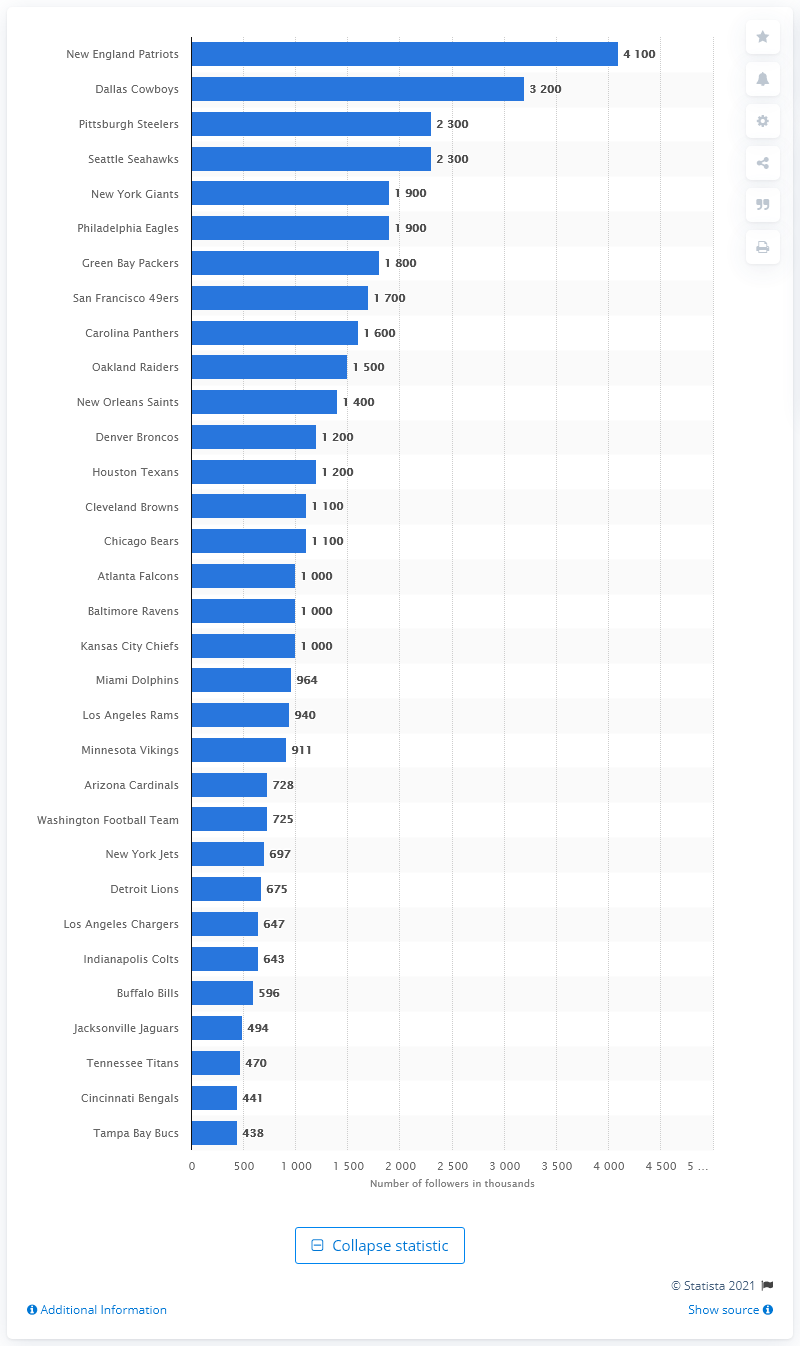 New England Patriots 4 100
Dallas Cowboys 3 200
Pittsburgh Steelers 2 300
Seattle Seahawks 2 300
New York Giants 1 900
Philadelphia Eagles 1 900
Green Bay Packers 1 800
San Francisco 49ers 1 700
Carolina Panthers 1 600
Oakland Raiders 1 500
New Orleans Saints 1 400
Denver Broncos 1 200
Houston Texans 1 200
Cleveland Browns 1 100
Chicago Bears 1 100
Atlanta Falcons 1 000
Baltimore Ravens 1 000
Kansas City Chiefs 1 000
Miami Dolphins 964
Los Angeles Rams 940
Minnesota Vikings 911
Arizona Cardinals 728
Washington Football Team 725
New York Jets 697
Detroit Lions 675
Los Angeles Chargers 647
Indianapolis Colts 643
Buffalo Bills 596
Jacksonville Jaguars 494
Tennessee Titans 470
Cincinnati Bengals 441
Tampa Bay Bucs 438
0 500 1 000 1 500 2 000 2 500 3 000 3 500 4 000 4 500 5 ...
Number of followers in thousands
Collapse statistic
© Statista 2021
Additional Information Show source